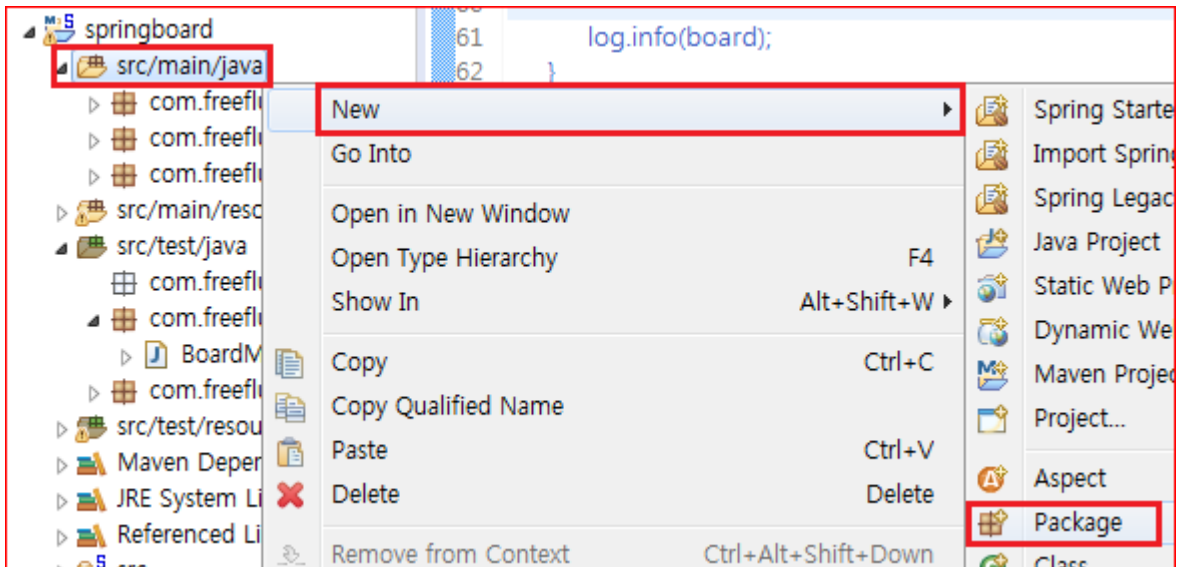 springboard
src/main/java
com.freeflu
com.freeflu
com.freeflu
src/main/reso
src/test/java
com.freeflu
com.freeflu
BoardM
com.freeflu
src/test/resou
Maven Deper
JRE System Li
Referenced Li
src
61 log.info(board);
62 }
New
Go Into
Open in New Window
Open Type Hierarchy F4
Show In Alt+Shift+W
Copy Ctrl+C
Copy Qualified Name
Paste Ctrl+V
Delete Delete
Remove from Context Ctrl+Alt+Shift+Down
Spring Starte
Import Spring
Spring Legac
Java Project
Static Web P
Dynamic We
Maven Projec
Project...
Aspect
Package
Class